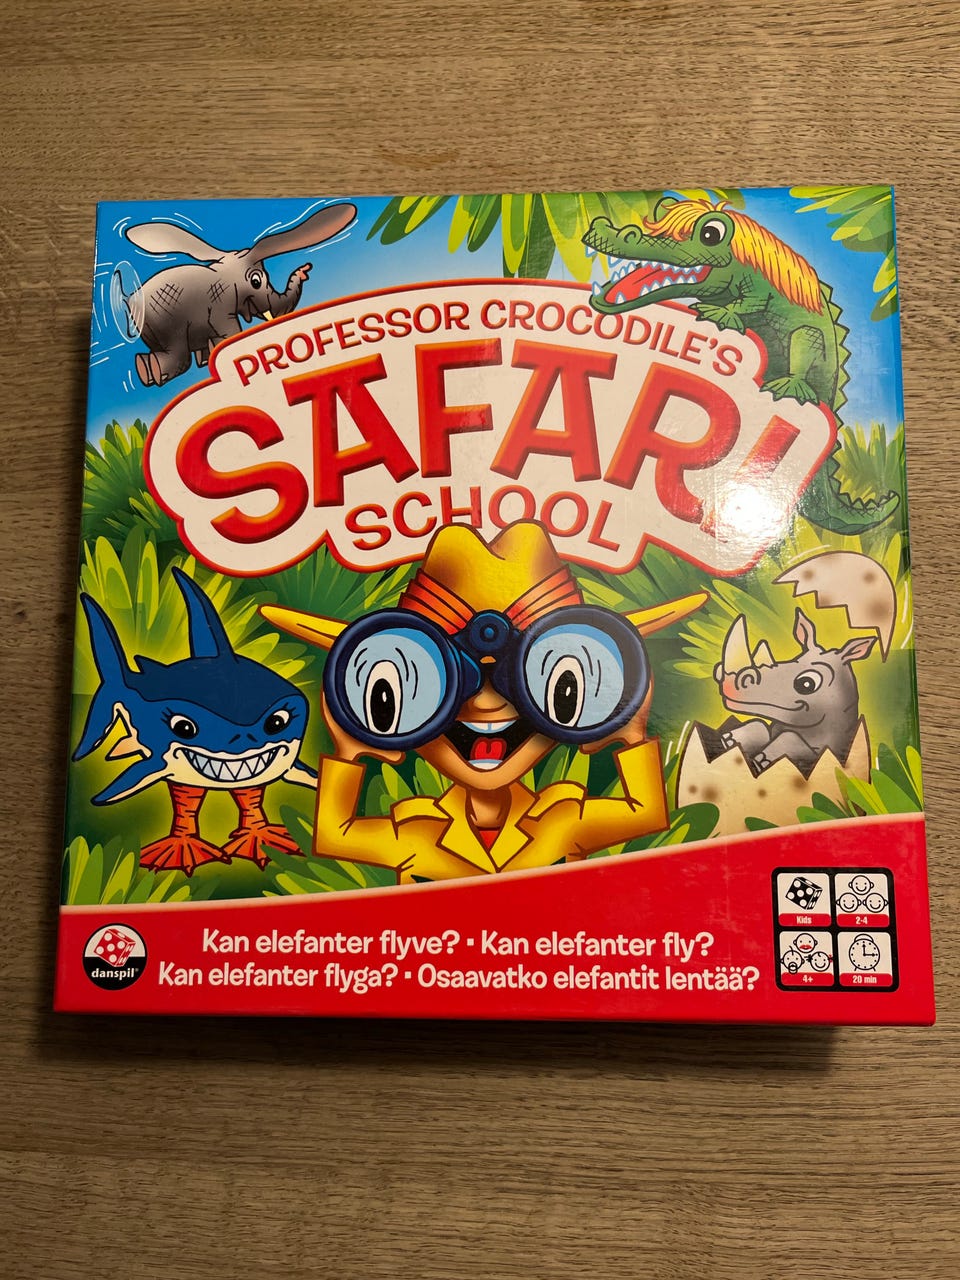 PROFESSOR CROCODILE'S
SAFARI
SCHOOL
Kan elefanter flyve? • Kan elefanter fly?
Kan elefanter flyga? • Osaavatko elefantit lentää?
danspil®
Kids
2-4
4+
20 min